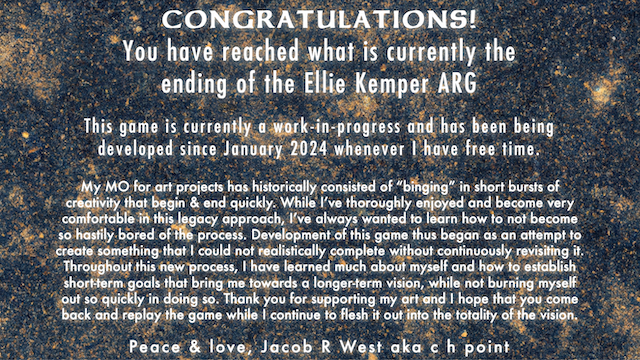 CONGRATULATIONS!
You have reached what is currently the
ending of the Ellie Kemper ARG
This game is currently a work-in-progress and has been being
developed since January 2024 whenever I have free time.
My MO for art projects has historically consisted of “binging” in short bursts of
creativity that begin & end quickly. While I’ve thoroughly enjoyed and become very
comfortable in this legacy approach, I’ve always wanted to learn how to not become
so hastily bored of the process. Development of this game thus began as an attempt to
create something that I could not realistically complete without continuously revisiting it.
Throughout this new process, I have learned much about myself and how to establish
short-term goals that bring me towards a longer-term vision, while not burning myself
out so quickly in doing so. Thank you for supporting my art and I hope that you come
back and replay the game while I continue to flesh it out into the totality of the vision.
Peace & love, Jacob R West aka c h point